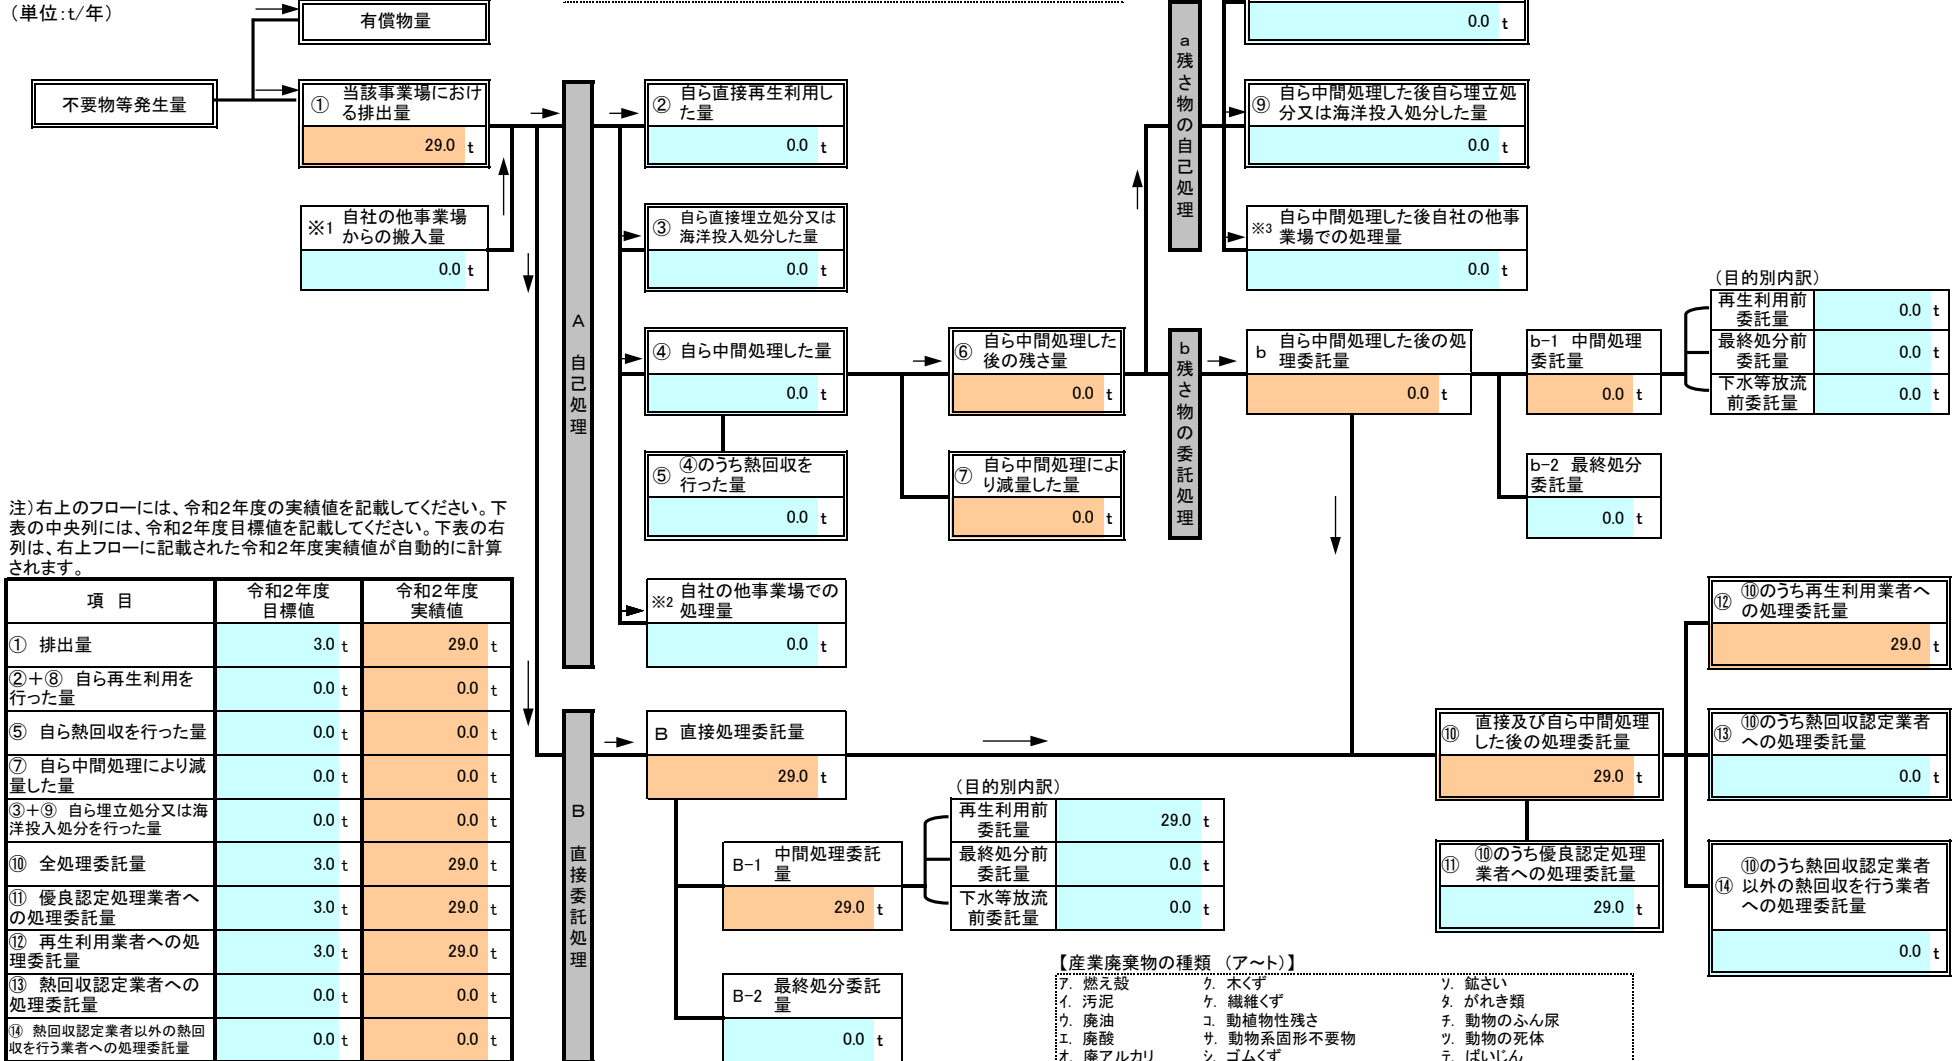 (単位:t/年)
有償物量
不要物等発生量
① 当該事業場におけ
る排出量
29.0 t
※1 自社の他事業場
からの搬入量
0.0 t
A 自己処理
② 自ら直接再生利用し
た量
0.0 t
③ 自ら直接埋立処分又は
海洋投入処分した量
0.0 t
④ 自ら中間処理した量
0.0 t
⑤ ④のうち熱回収を
行った量
0.0 t
※2 自社の他事業場での
処理量
0.0 t
⑥ 自ら中間処理した
後の残さ量
0.0 t
⑦ 自ら中間処理によ
り減量した量
0.0 t
a 残さ物の自己処理
0.0 t
⑨ 自ら中間処理した後自ら埋立処
分又は海洋投入処分した量
0.0 t
※3 自ら中間処理した後自社の他事
業場での処理量
0.0 t
b 残さ物の委託処理
b 自ら中間処理した後の処
理委託量
0.0 t
b-1 中間処理
委託量
0.0 t
b-2 最終処分
委託量
0.0 t
(目的別内訳)
再生利用前
委託量
0.0 t
最終処分前
委託量
0.0 t
下水等放流
前委託量
0.0 t
注)右上のフローには、令和2年度の実績値を記載してください。下
表の中央列には、令和2年度目標値を記載してください。下表の右
列は、右上フローに記載された令和2年度実績値が自動的に計算
されます。
項 目
令和2年度
目標値
令和2年度
実績値
① 排出量
3.0 t
29.0 t
②+⑧ 自ら再生利用を
行った量
0.0 t
0.0 t
⑤ 自ら熱回収を行った量
0.0 t
0.0 t
⑦ 自ら中間処理により減
量した量
0.0 t
0.0 t
③+⑨ 自ら埋立処分又は海
洋投入処分を行った量
0.0 t
0.0 t
⑩ 全処理委託量
3.0 t
29.0 t
⑪ 優良認定処理業者へ
の処理委託量
3.0 t
29.0 t
⑫ 再生利用業者への処
理委託量
3.0 t
29.0 t
⑬ 熱回収認定業者への
処理委託量
0.0 t
0.0 t
⑭ 熱回収認定業者以外の熱回
収を行う業者への処理委託量
0.0 t
0.0 t
B 直接委託処理
B 直接処理委託量
29.0 t
B-1 中間処理委託
量
29.0 t
B-2 最終処分委託
量
0.0 t
(目的別内訳)
再生利用前
委託量
29.0 t
最終処分前
委託量
0.0 t
下水等放流
前委託量
0.0 t
⑩ 直接及び自ら中間処理
した後の処理委託量
29.0 t
⑪ ⑩のうち優良認定処理
業者への処理委託量
29.0 t
⑫ ⑩のうち再生利用業者へ
の処理委託量
29.0 t
⑬ ⑩のうち熱回収認定業者
への処理委託量
0.0 t
⑭ ⑩のうち熱回収認定業者
以外の熱回収を行う業者
への処理委託量
0.0 t
【産業廃棄物の種類 (ア~ト)】
ア. 燃え殻
イ. 汚泥
ウ. 廃油
エ. 廃酸
オ. 廃アルカリ
ク. 木くず
ケ. 繊維くず
コ. 動植物性残さ
サ. 動物系固形不要物
シ. ゴムくず
ソ. 鉱さい
タ. がれき類
チ. 動物のふん尿
ツ. 動物の死体
テ. ばいじん